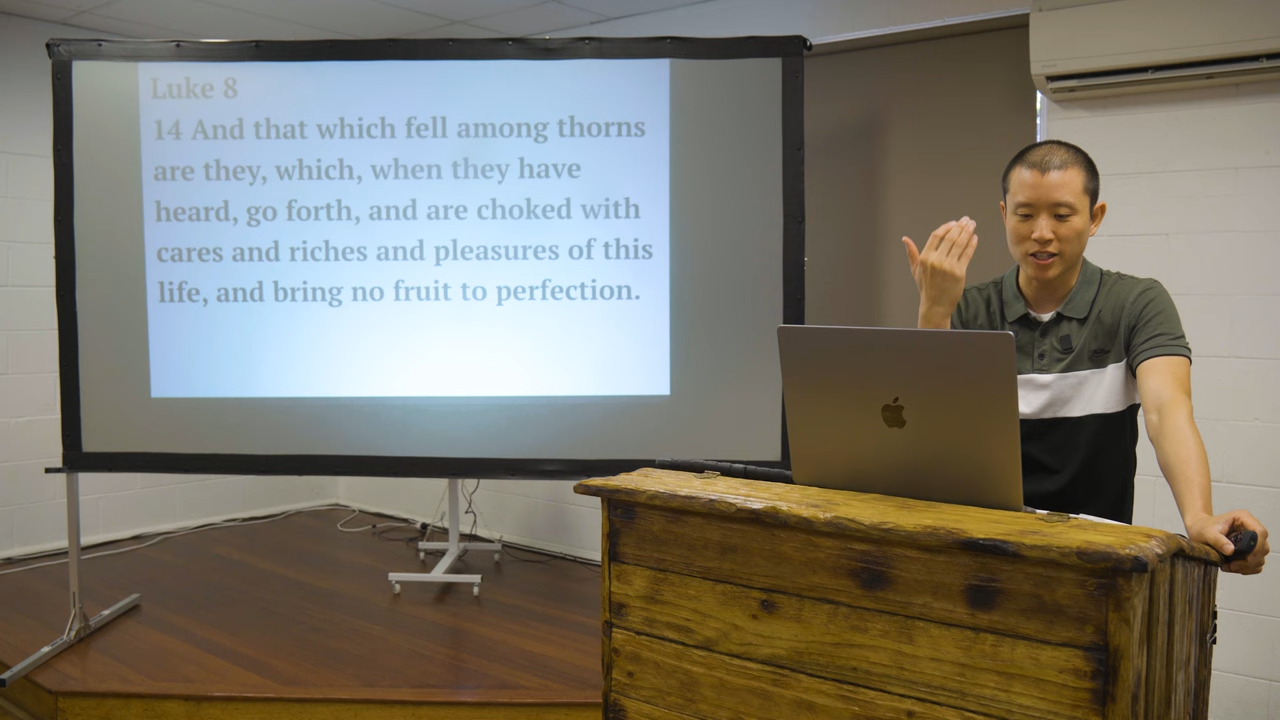 Luke 8
14 And that which fell among thorns
are they, which, when they have
heard, go forth, and are choked with
cares and riches and pleasures of this
life, and bring no fruit to perfection.